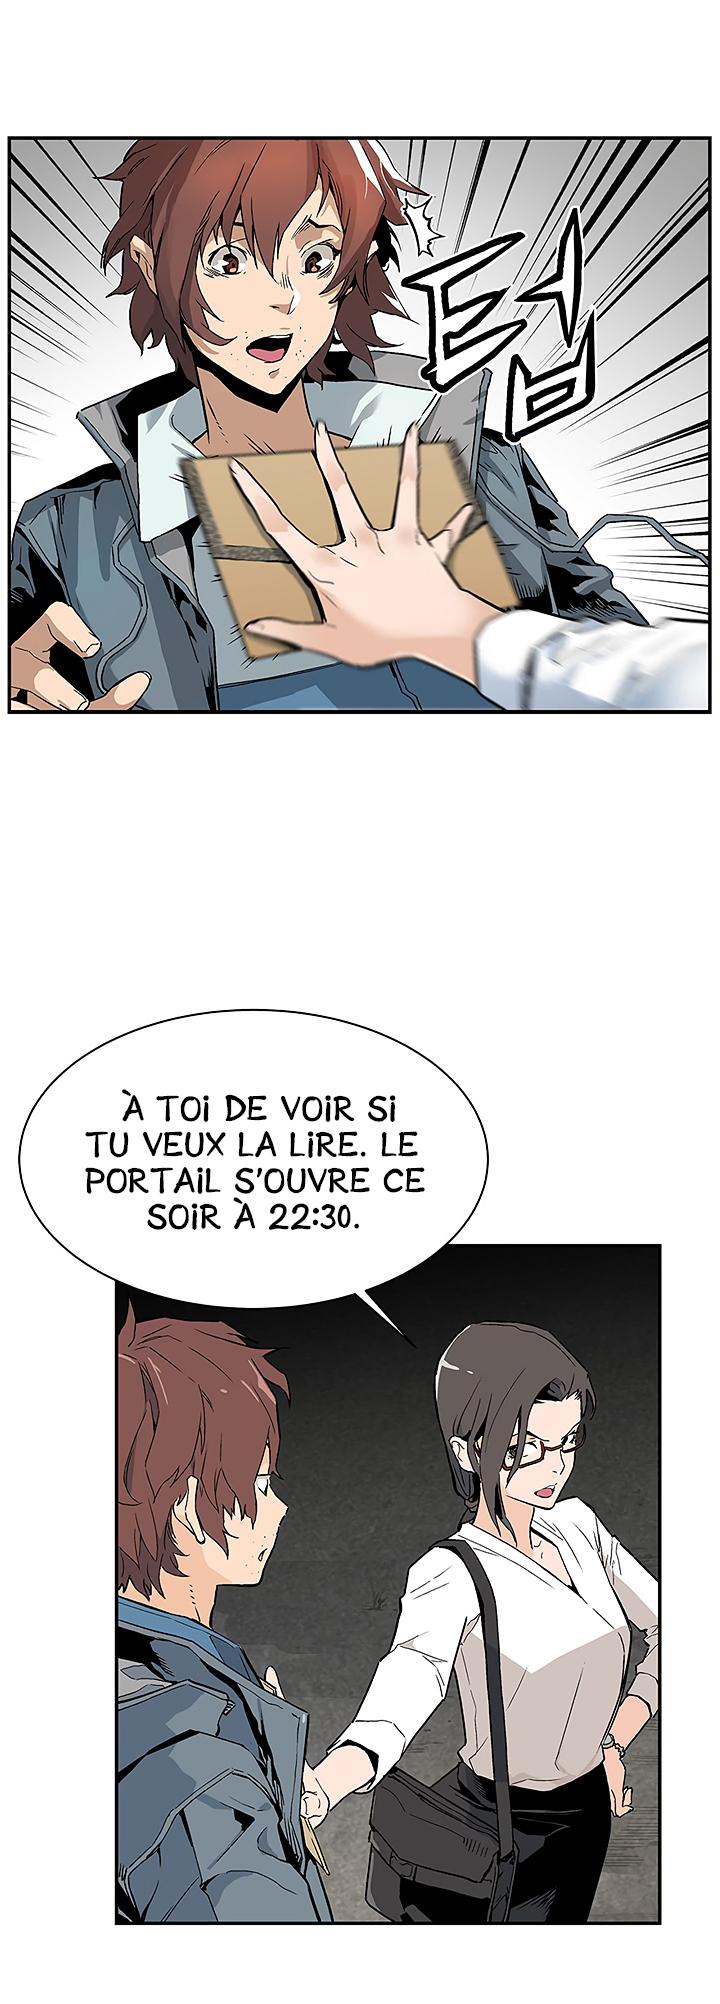 텁
À TOI DE VOIR SI
TU VEUX LA LIRE. LE
PORTAIL S'OUVRE CE
SOIR À 22:30.